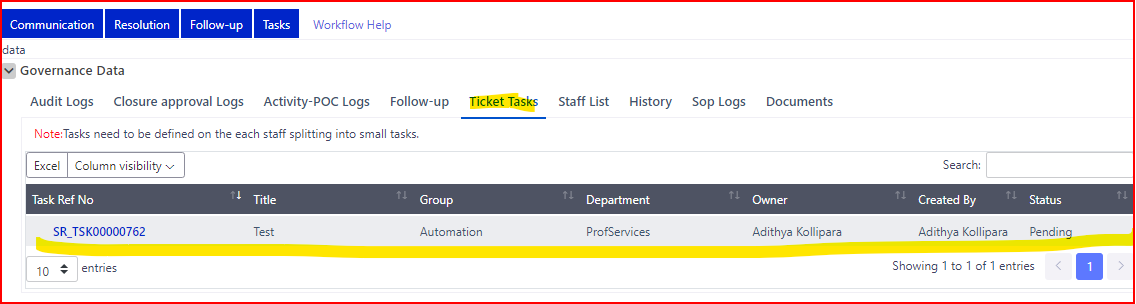 Communication Resolution Follow-up Tasks Workflow Help
data
Governance Data
Audit Logs Closure approval Logs Activity-POC Logs Follow-up Ticket Tasks Staff List History Sop Logs Documents
Note:Tasks need to be defined on the each staff splitting into small tasks.
Excel Column visibility Search:
Task Ref No Title Group Department Owner Created By Status
SR_TSK00000762 Test Automation ProfServices Adithya Kollipara Adithya Kollipara Pending
10 entries Showing 1 to 1 of 1 entries 1